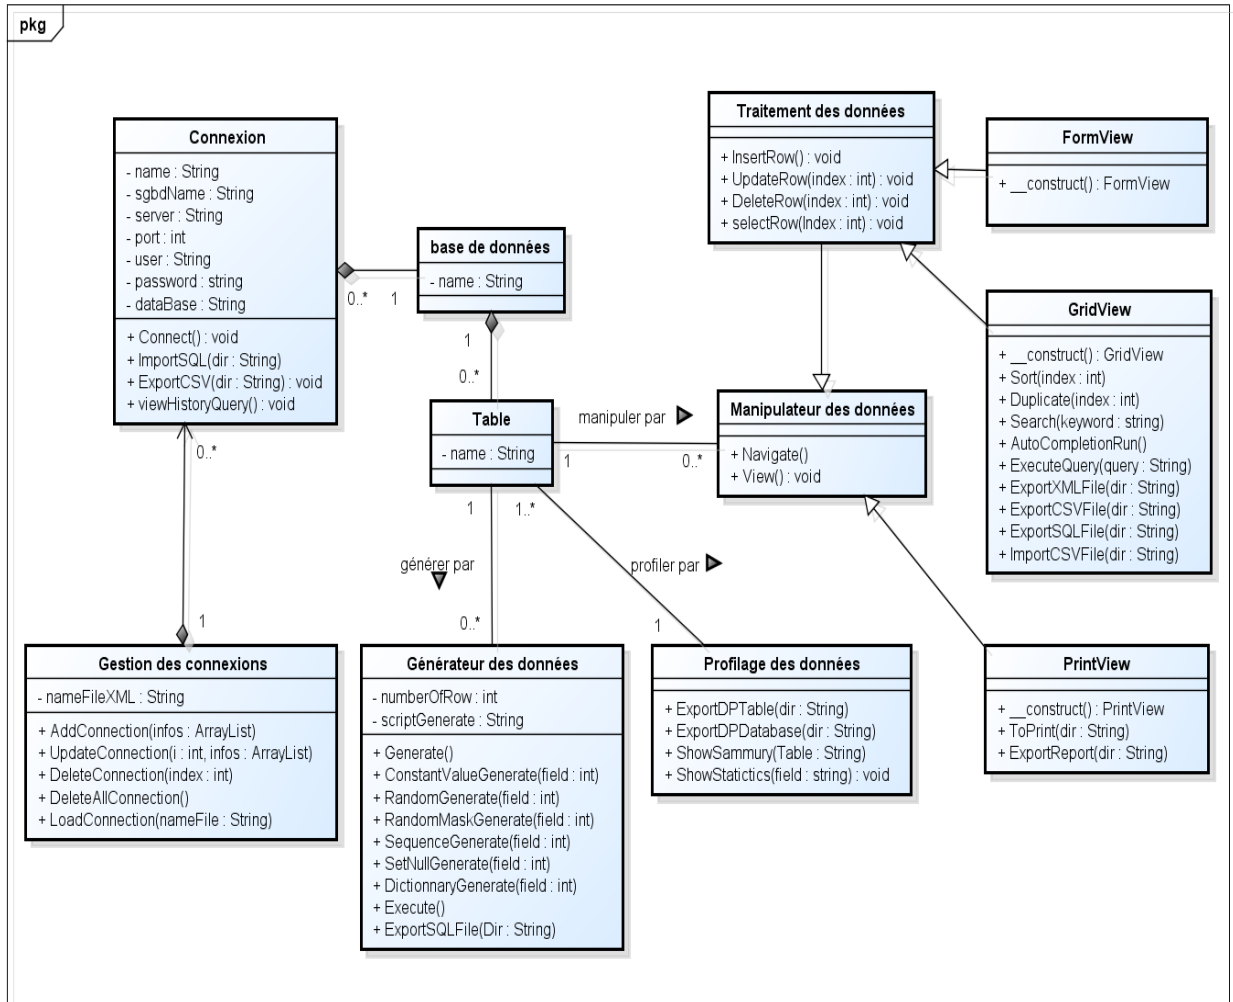 pkg
Connexion
- name : String
- sgbdName : String
- server : String
- port : int
- user : String
- password : string
- dataBase : String
+ Connect() : void
+ ImportSQL(dir : String)
+ ExportCSV(dir : String) : void
+ viewHistoryQuery() : void
0..*
1
base de données
- name : String
1
0..*
Table
- name : String
manipuler par
1
0..*
Traitement des données
+ InsertRow() : void
+ UpdateRow(index : int) : void
+ DeleteRow(index : int) : void
+ selectRow(Index : int) : void
FormView
+ __construct() : FormView
GridView
+ __construct() : GridView
+ Sort(index : int)
+ Duplicate(index : int)
+ Search(keyword : string)
+ AutoCompletionRun()
+ ExecuteQuery(query : String)
+ ExportXMLFile(dir : String)
+ ExportCSVFile(dir : String)
+ ExportSQLFile(dir : String)
+ ImportCSVFile(dir : String)
Manipulateur des données
+ Navigate()
+ View() : void
0..*
1
1
1..*
générer par
profiler par
0..*
1
Gestion des connexions
- nameFileXML : String
+ AddConnection(infos : ArrayList)
+ UpdateConnection(i : int, infos : ArrayList)
+ DeleteConnection(index : int)
+ DeleteAllConnection()
+ LoadConnection(nameFile : String)
Générateur des données
- numberOfRow : int
- scriptGenerate : String
+ Generate()
+ ConstantValueGenerate(field : int)
+ RandomGenerate(field : int)
+ RandomMaskGenerate(field : int)
+ SequenceGenerate(field : int)
+ SetNullGenerate(field : int)
+ DictionnaryGenerate(field : int)
+ Execute()
+ ExportSQLFile(Dir : String)
Profilage des données
+ ExportDPTable(dir : String)
+ ExportDPDatabase(dir : String)
+ ShowSammury(Table : String)
+ ShowStatictics(field : string) : void
PrintView
+ __construct() : PrintView
+ ToPrint(dir : String)
+ ExportReport(dir : String)